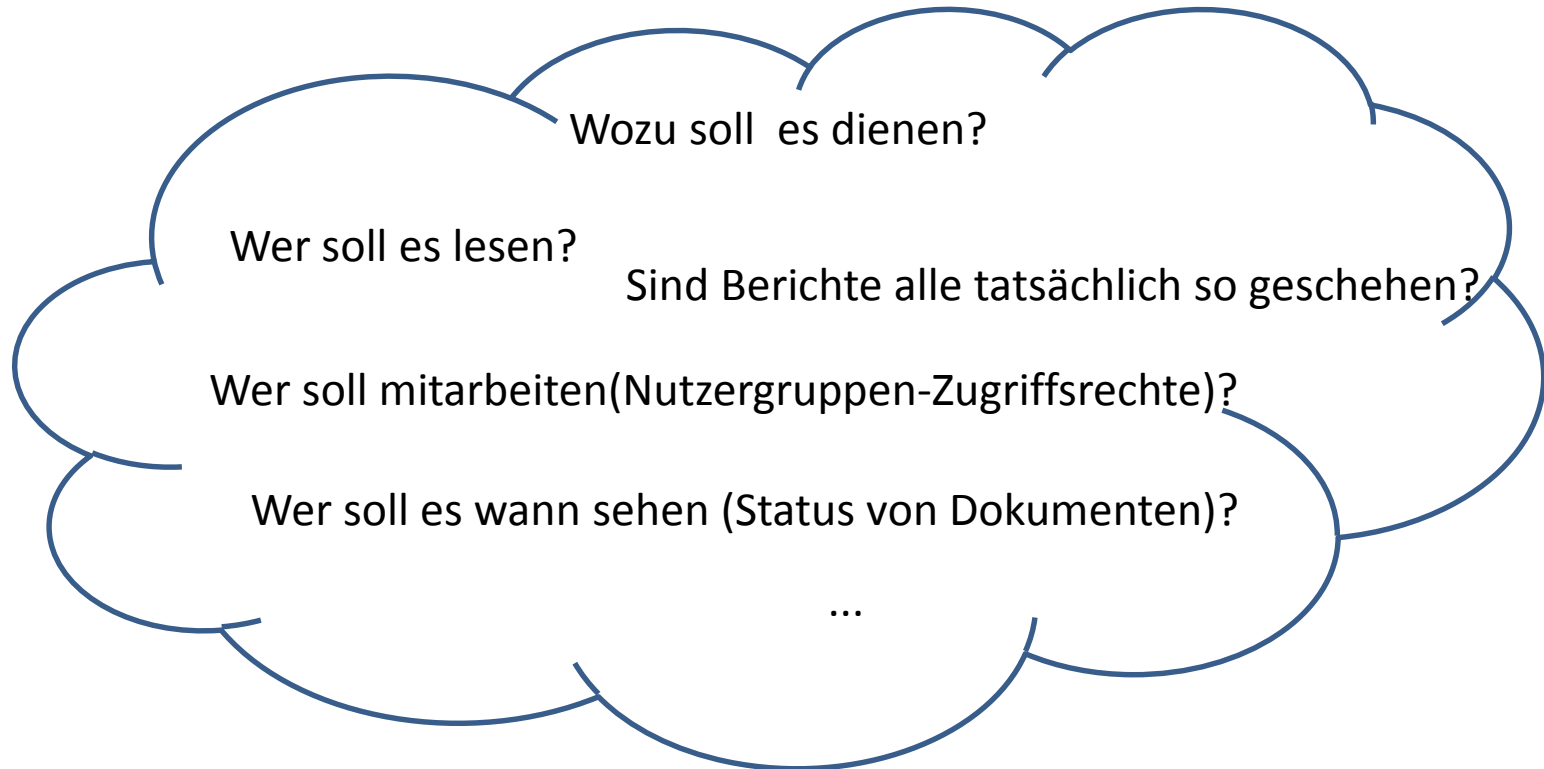 Wozu soll  es dienen?
Wer soll es lesen?
Sind Berichte alle tatsächlich so geschehen?
Wer soll mitarbeiten(Nutzergruppen-Zugriffsrechte)?
Wer soll es wann sehen (Status von Dokumenten)?
...